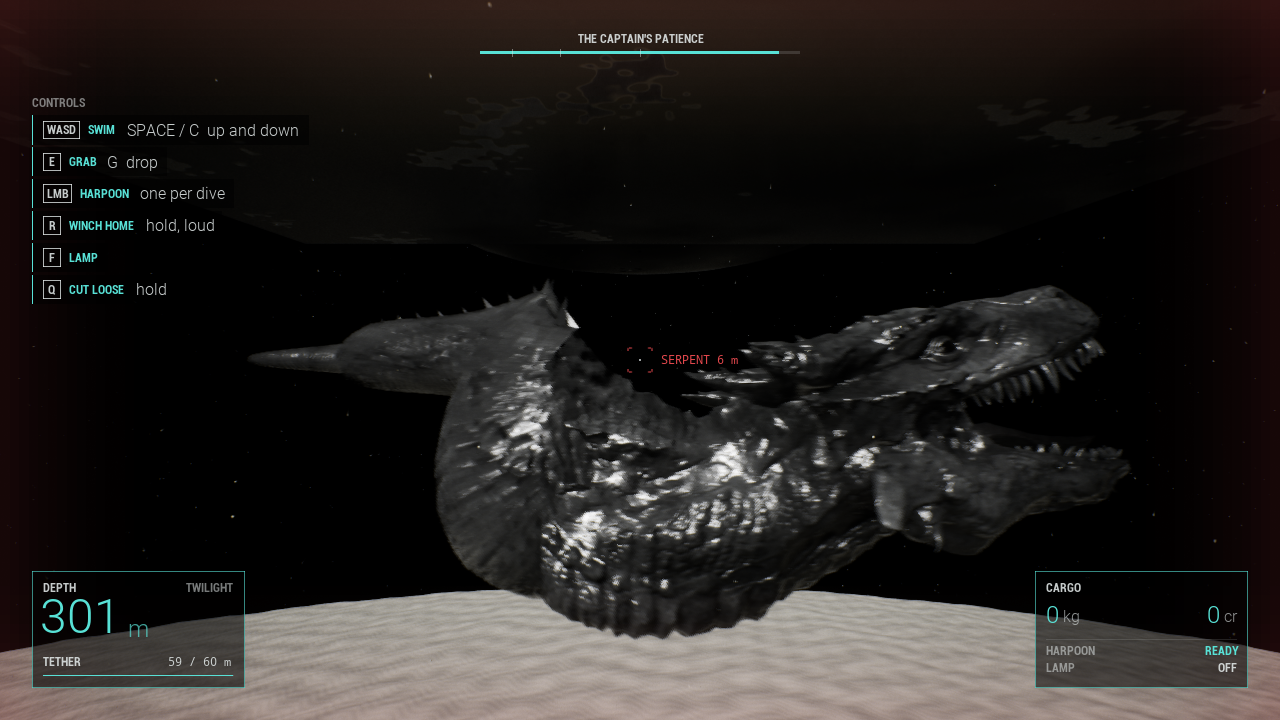 THE CAPTAIN'S PATIENCE
CONTROLS
WASD SWIM SPACE / C up and down
E GRAB G drop
LMB HARPOON one per dive
R WINCH HOME hold, loud
F LAMP
Q CUT LOOSE hold
SERPENT 6 m
DEPTH TWILIGHT
301 m
TETHER 59 / 60 m
CARGO
0 kg 0 cr
HARPOON READY
LAMP OFF